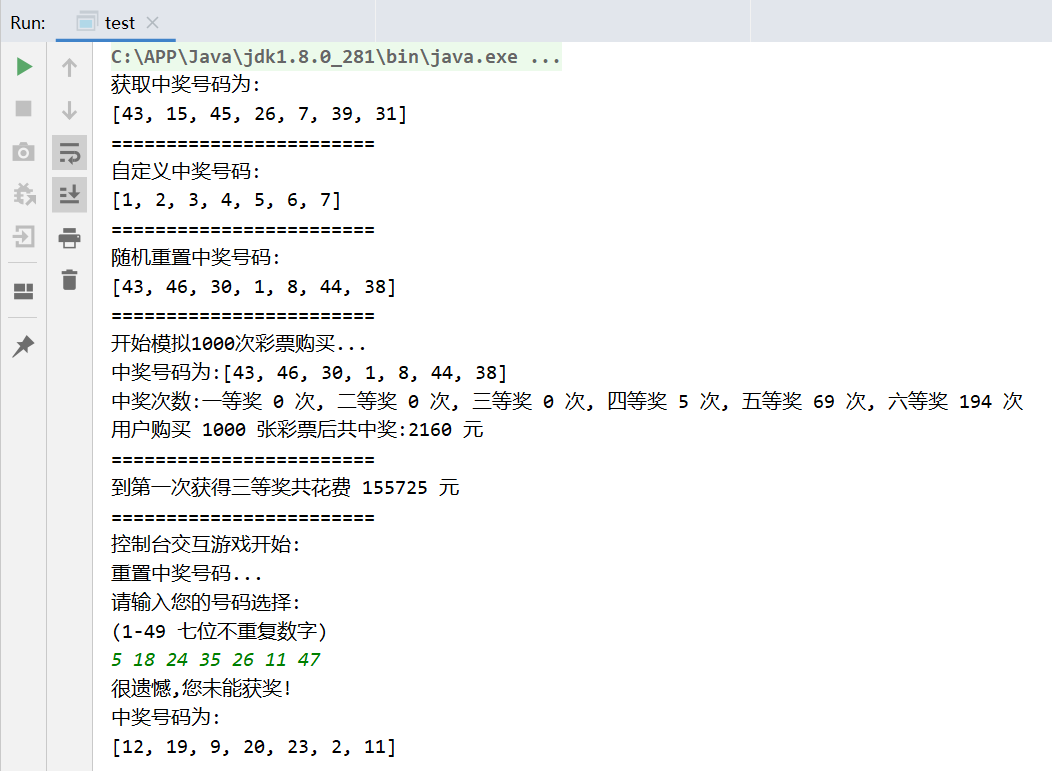 Run: test
C:\APP\Java\jdk1.8.0_281\bin\java.exe ...
获取中奖号码为:
[43, 15, 45, 26, 7, 39, 31]
========================
自定义中奖号码:
[1, 2, 3, 4, 5, 6, 7]
========================
随机重置中奖号码:
[43, 46, 30, 1, 8, 44, 38]
========================
开始模拟1000次彩票购买...
中奖号码为:[43, 46, 30, 1, 8, 44, 38]
中奖次数:一等奖 0 次, 二等奖 0 次, 三等奖 0 次, 四等奖 5 次, 五等奖 69 次, 六等奖 194 次
用户购买 1000 张彩票后共中奖:2160 元
========================
到第一次获得三等奖共花费 155725 元
========================
控制台交互游戏开始:
重置中奖号码...
请输入您的号码选择:
(1-49 七位不重复数字)
5 18 24 35 26 11 47
很遗憾,您未能获奖!
中奖号码为:
[12, 19, 9, 20, 23, 2, 11]